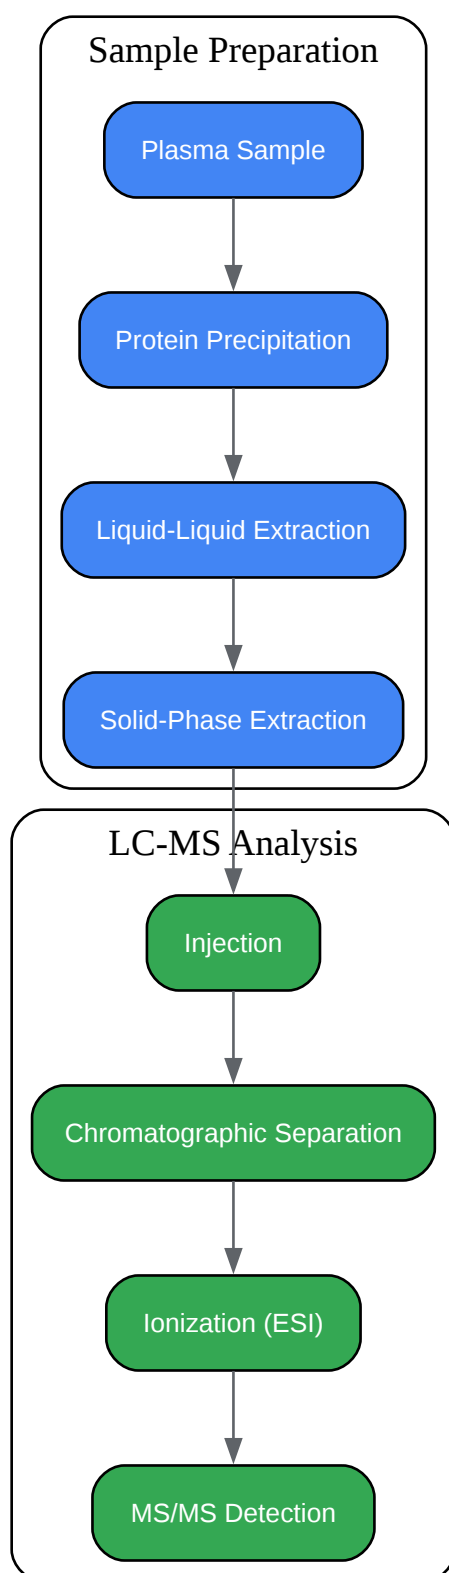 Sample Preparation
Plasma Sample
Protein Precipitation
Liquid-Liquid Extraction
Solid-Phase Extraction
LC-MS Analysis
Injection
Chromatographic Separation
Ionization (ESI)
MS/MS Detection